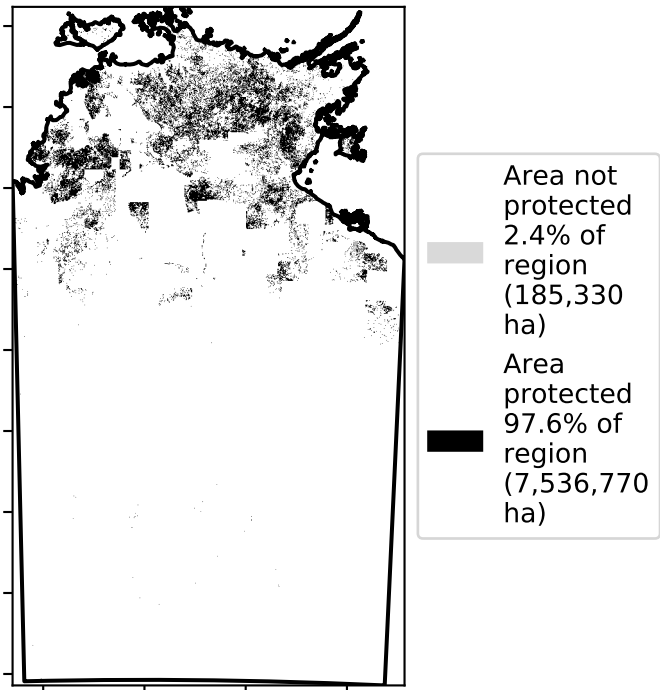 Area not
protected
2.4% of
region
(185,330
ha)
Area
protected
97.6% of
region
(7,536,770
ha)